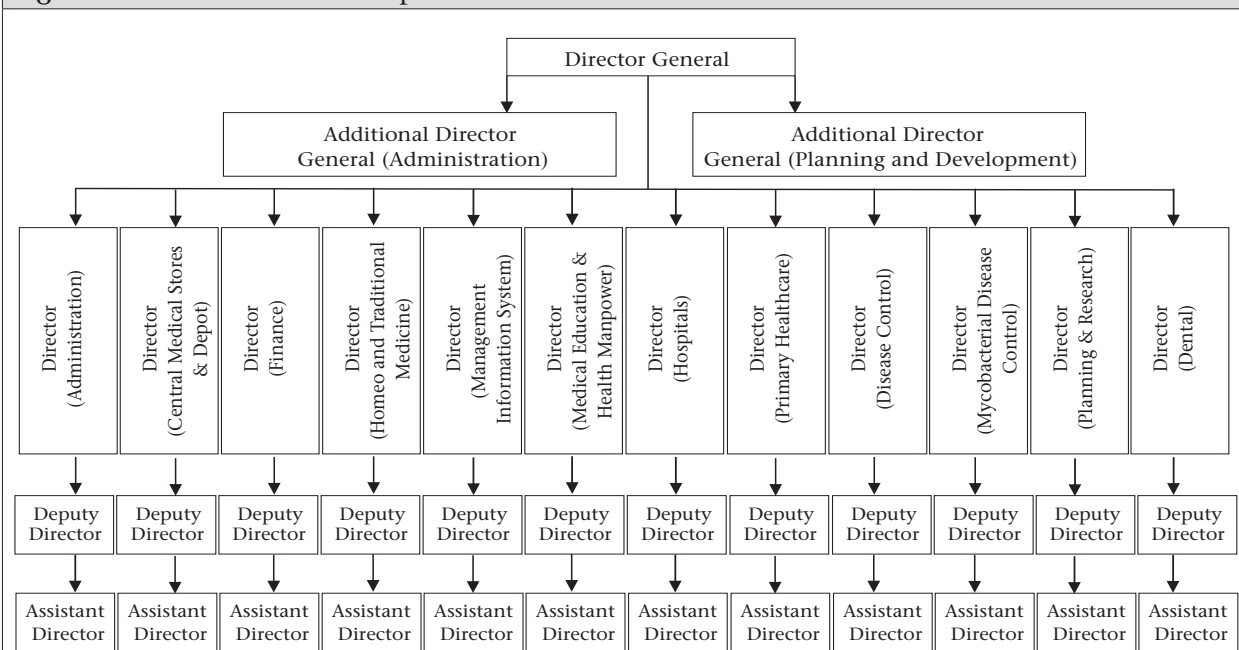 Director General
Additional Director
General (Administration)
Additional Director
General (Planning and Development)
Director
(Administration)
Director
(Central Medical Stores
& Depot)
Director
(Finance)
Director
(Homeo and Traditional
Medicine)
Director
(Management
Information System)
Director
(Medical Education &
Health Manpower)
Director
(Hospitals)
Director
(Primary Healthcare)
Director
(Disease Control)
Director
(Mycobacterial Disease
Control)
Director
(Planning & Research)
Director
(Dental)
Deputy
Director
Deputy
Director
Deputy
Director
Deputy
Director
Deputy
Director
Deputy
Director
Deputy
Director
Deputy
Director
Deputy
Director
Deputy
Director
Deputy
Director
Deputy
Director
Assistant
Director
Assistant
Director
Assistant
Director
Assistant
Director
Assistant
Director
Assistant
Director
Assistant
Director
Assistant
Director
Assistant
Director
Assistant
Director
Assistant
Director
Assistant
Director